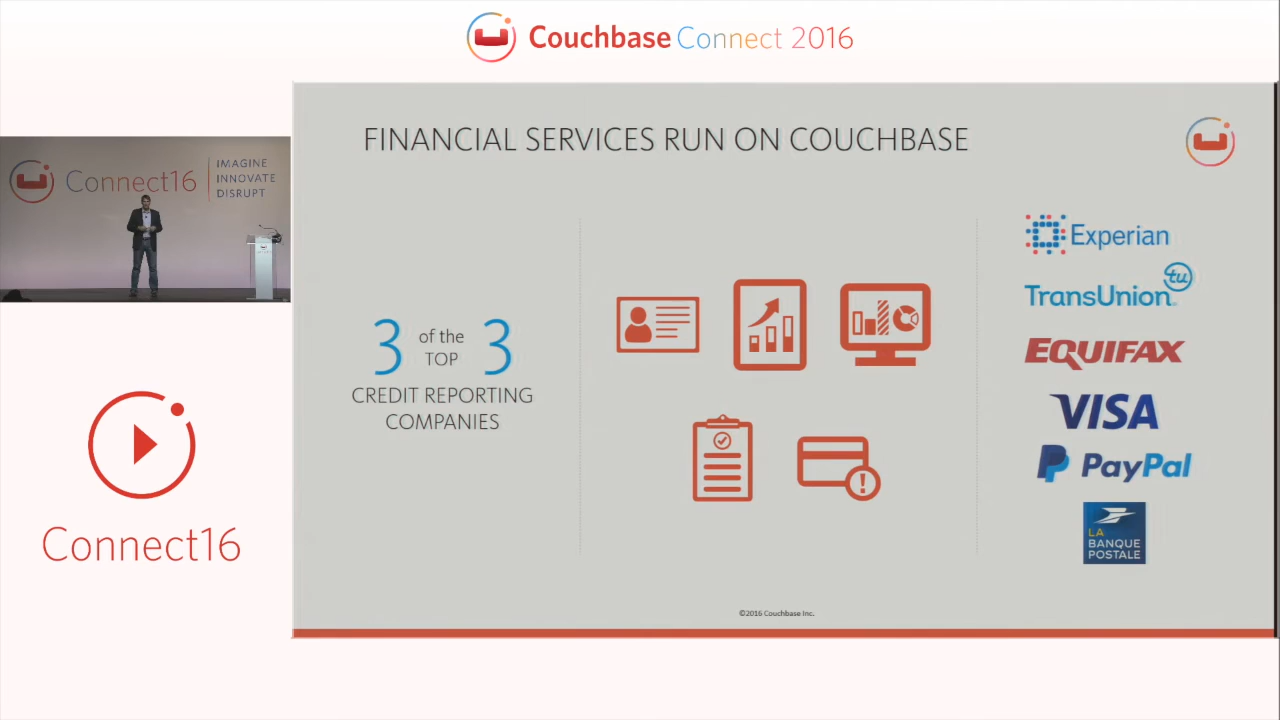 Couchbase Connect 2016
FINANCIAL SERVICES RUN ON COUCHBASE
Connect16
IMAGINE
INNOVATE
DISRUPT
3 of the TOP 3
CREDIT REPORTING
COMPANIES
Experian
TransUnion
tu
EQUIFAX
VISA
PayPal
LA
BANQUE
POSTALE
Connect16
©2016 Couchbase Inc.